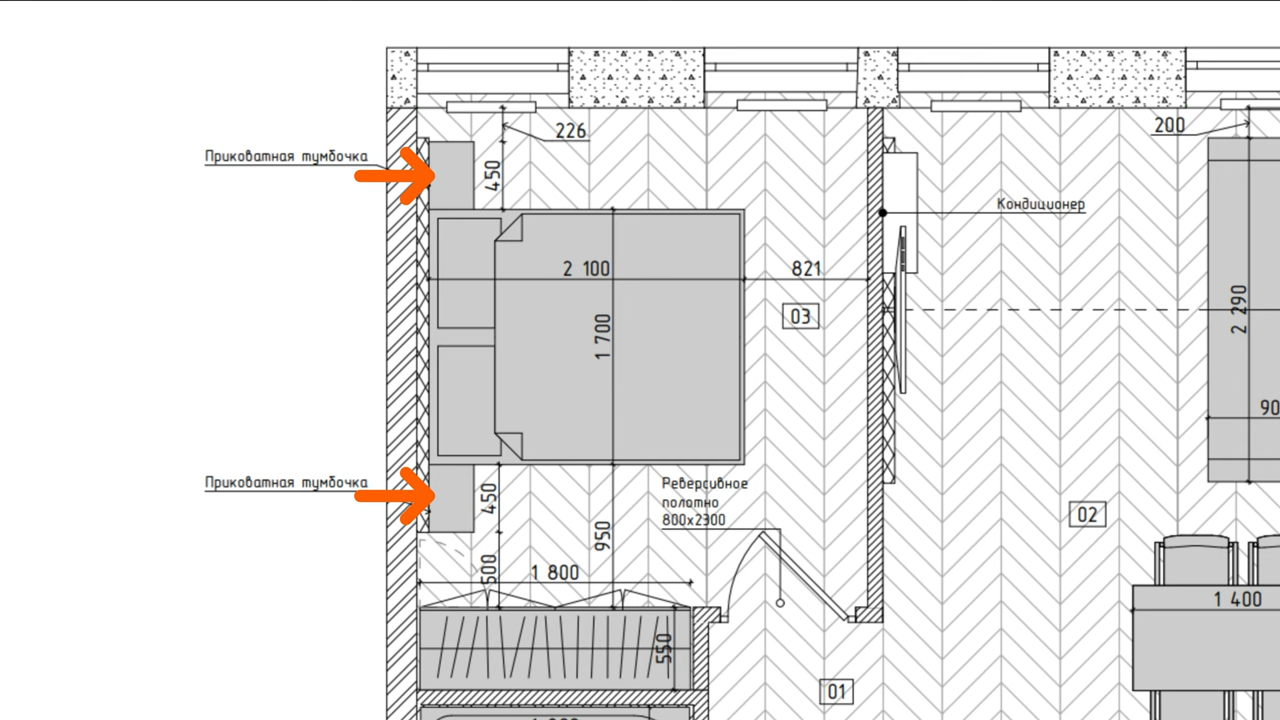 226
200
Прикроватная тумбочка
450
Кондиционер
2 100
821
2 290
03
1 700
90
Прикроватная тумбочка
Реверсивное
полотно
800х2300
450
02
950
500
1 800
1 400
550
01